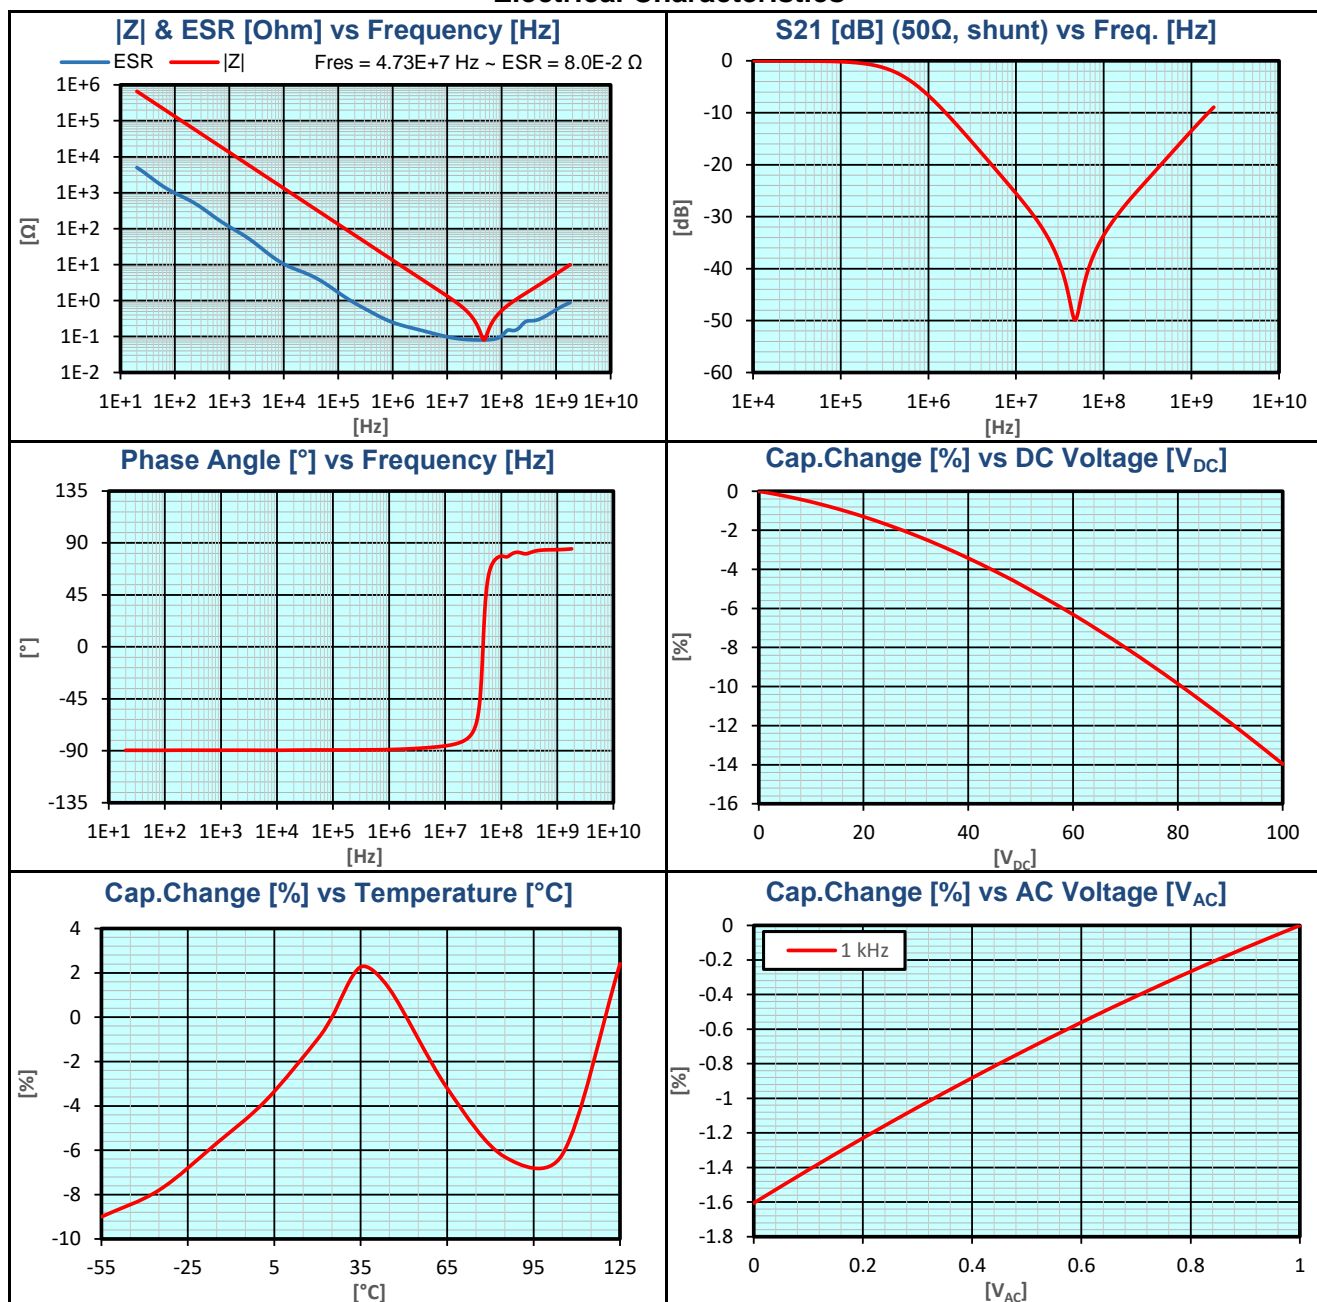 Electrical Characteristics
|Z| & ESR [Ohm] vs Frequency [Hz]
ESR |Z| Fres = 4.73E+7 Hz ~ ESR = 8.0E-2 Ω
1E+6
1E+5
1E+4
1E+3
1E+2
1E+1
1E+0
1E-1
1E-2
[Ω]
1E+1 1E+2 1E+3 1E+4 1E+5 1E+6 1E+7 1E+8 1E+9 1E+10
[Hz]
S21 [dB] (50Ω, shunt) vs Freq. [Hz]
0
-10
-20
-30
-40
-50
-60
[dB]
1E+4 1E+5 1E+6 1E+7 1E+8 1E+9 1E+10
[Hz]
Phase Angle [°] vs Frequency [Hz]
135
90
45
0
-45
-90
-135
[°]
1E+1 1E+2 1E+3 1E+4 1E+5 1E+6 1E+7 1E+8 1E+9 1E+10
[Hz]
Cap.Change [%] vs DC Voltage [VDC]
0
-2
-4
-6
-8
-10
-12
-14
-16
[%]
0 20 40 60 80 100
[VDC]
Cap.Change [%] vs Temperature [°C]
4
2
0
-2
-4
-6
-8
-10
[%]
-55 -25 5 35 65 95 125
[°C]
Cap.Change [%] vs AC Voltage [VAC]
1 kHz
0
-0.2
-0.4
-0.6
-0.8
-1
-1.2
-1.4
-1.6
-1.8
[%]
0 0.2 0.4 0.6 0.8 1
[VAC]